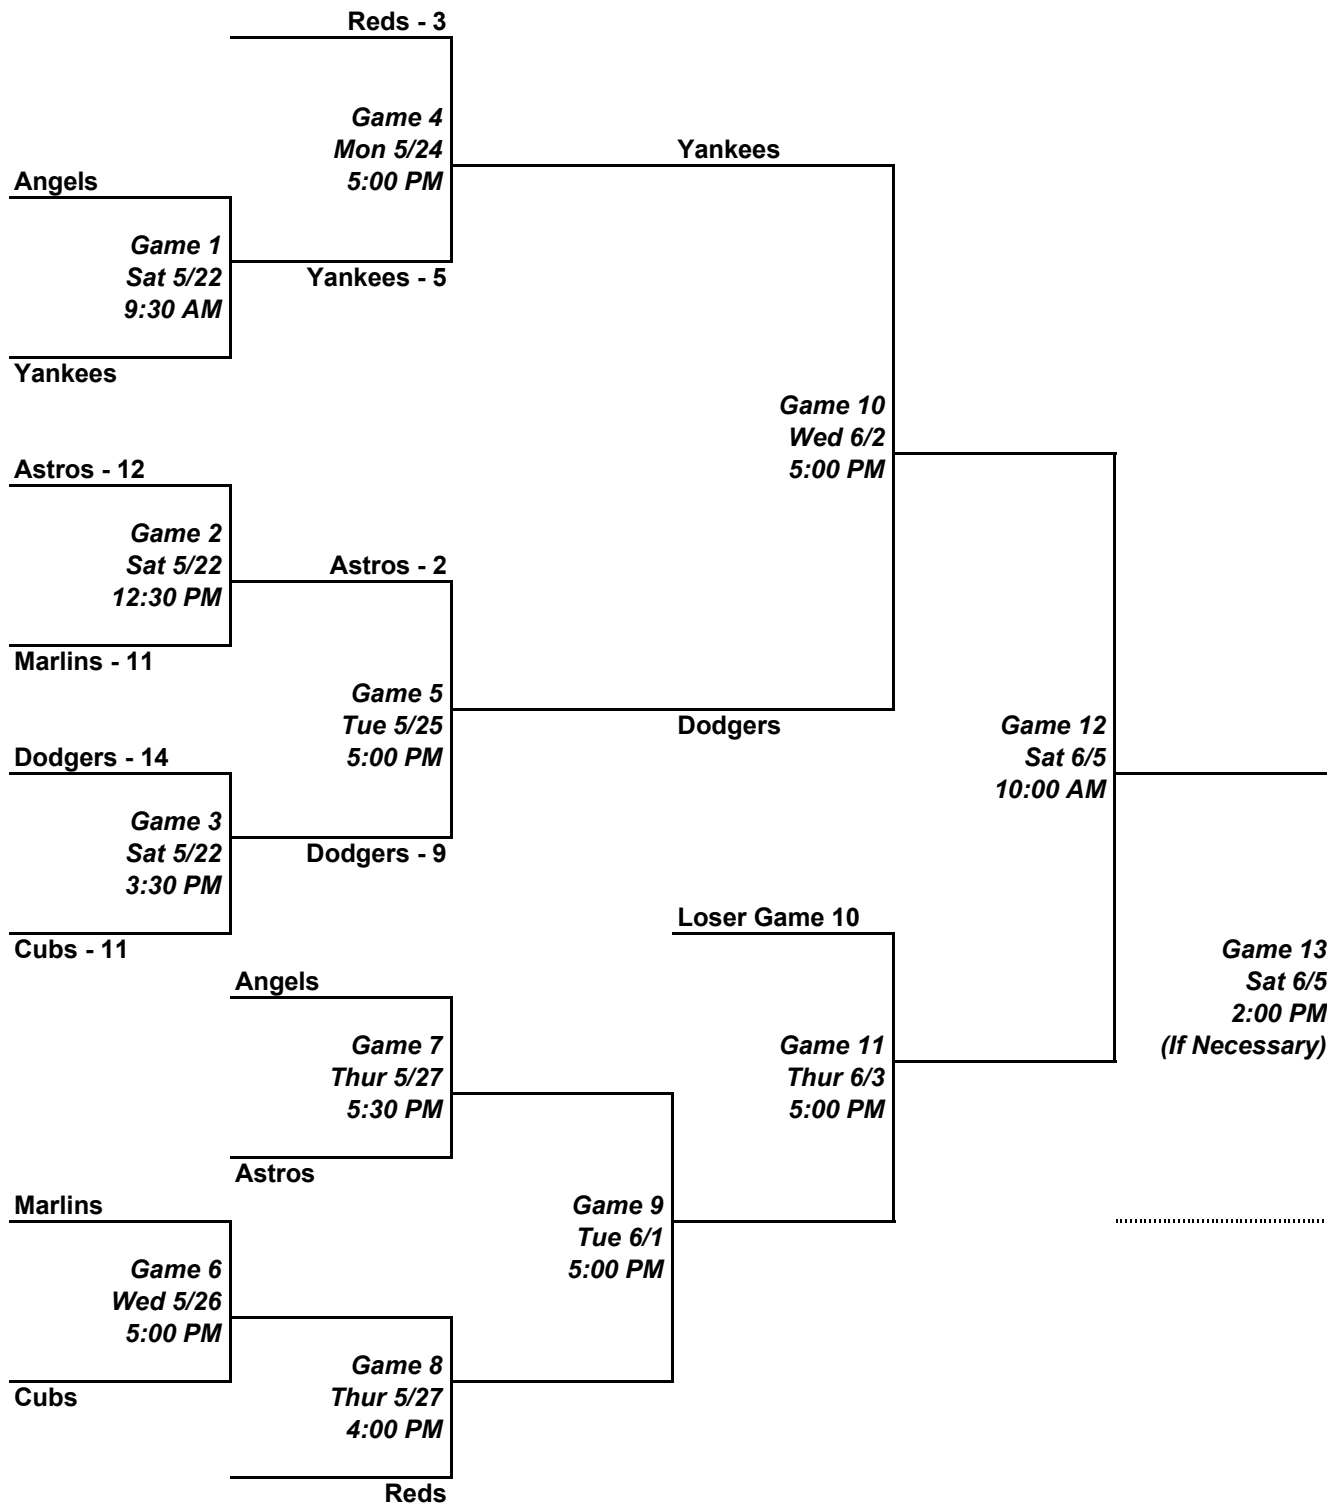 Reds - 3
Game 4
Mon 5/24
5:00 PM
Yankees
Angels
Game 1
Sat 5/22
9:30 AM
Yankees - 5
Yankees
Game 10
Wed 6/2
5:00 PM
Astros - 12
Game 2
Sat 5/22
12:30 PM
Astros - 2
Marlins - 11
Game 5
Tue 5/25
5:00 PM
Dodgers
Game 12
Sat 6/5
10:00 AM
Dodgers - 14
Game 3
Sat 5/22
3:30 PM
Dodgers - 9
Cubs - 11
Loser Game 10
Game 13
Sat 6/5
2:00 PM
(If Necessary)
Angels
Game 7
Thur 5/27
5:30 PM
Game 11
Thur 6/3
5:00 PM
Astros
Marlins
Game 9
Tue 6/1
5:00 PM
Game 6
Wed 5/26
5:00 PM
Cubs
Game 8
Thur 5/27
4:00 PM
Reds